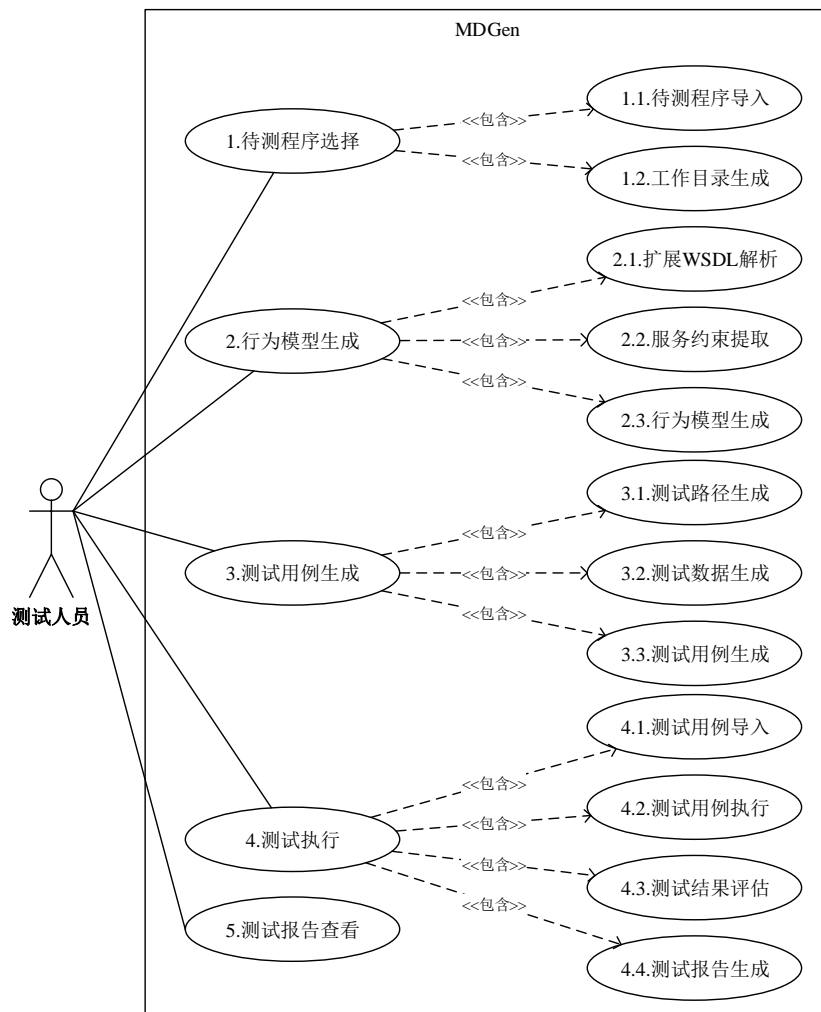 MDGen
1.待测程序选择
<<包含>>
1.1.待测程序导入
<<包含>>
1.2.工作目录生成
2.行为模型生成
<<包含>>
2.1.扩展WSDL解析
<<包含>>
2.2.服务约束提取
<<包含>>
2.3.行为模型生成
测试人员
3.测试用例生成
<<包含>>
3.1.测试路径生成
<<包含>>
3.2.测试数据生成
<<包含>>
3.3.测试用例生成
4.测试执行
<<包含>>
4.1.测试用例导入
<<包含>>
4.2.测试用例执行
<<包含>>
4.3.测试结果评估
<<包含>>
4.4.测试报告生成
5.测试报告查看